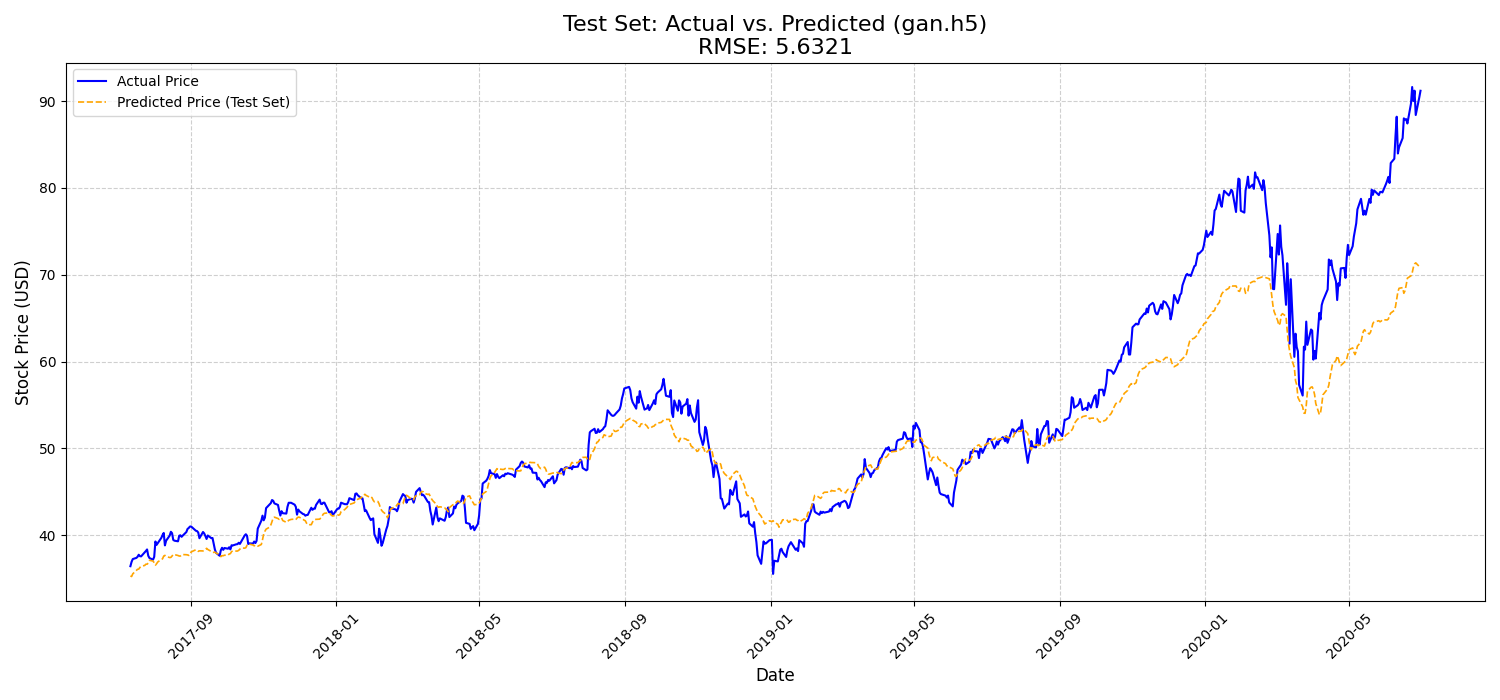 Test Set: Actual vs. Predicted (gan.h5)
RMSE: 5.6321
Actual Price
Predicted Price (Test Set)
Stock Price (USD)
90
80
70
60
50
40
2017-09
2018-01
2018-05
2018-09
2019-01
2019-05
2019-09
2020-01
2020-05
Date